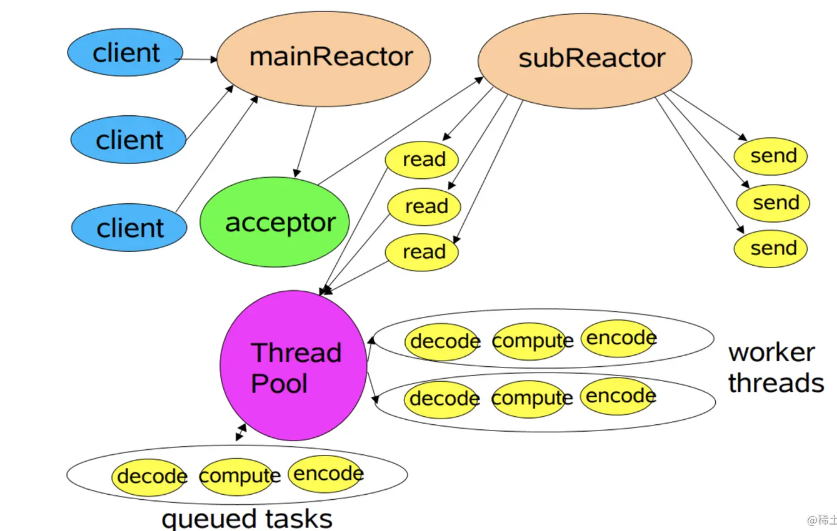 client
mainReactor
subReactor
client
read
send
acceptor
read
send
client
read
send
Thread
Pool
decode
compute
encode
worker
threads
decode
compute
encode
decode
compute
encode
queued tasks
@稀土